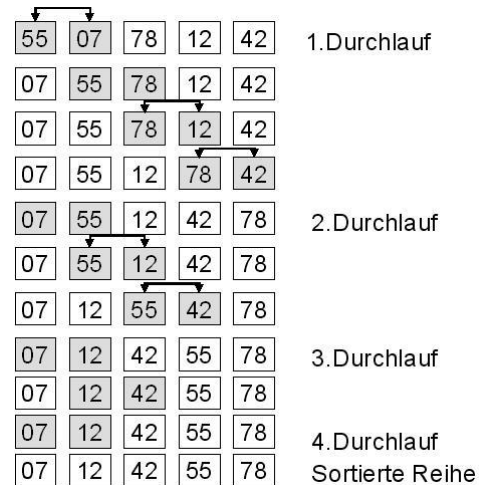 55 07 78 12 42 1.Durchlauf
07 55 78 12 42
07 55 78 12 42
07 55 12 78 42
07 55 12 42 78 2.Durchlauf
07 55 12 42 78
07 12 55 42 78
07 12 42 55 78 3.Durchlauf
07 12 42 55 78
07 12 42 55 78 4.Durchlauf
07 12 42 55 78 Sortierte Reihe